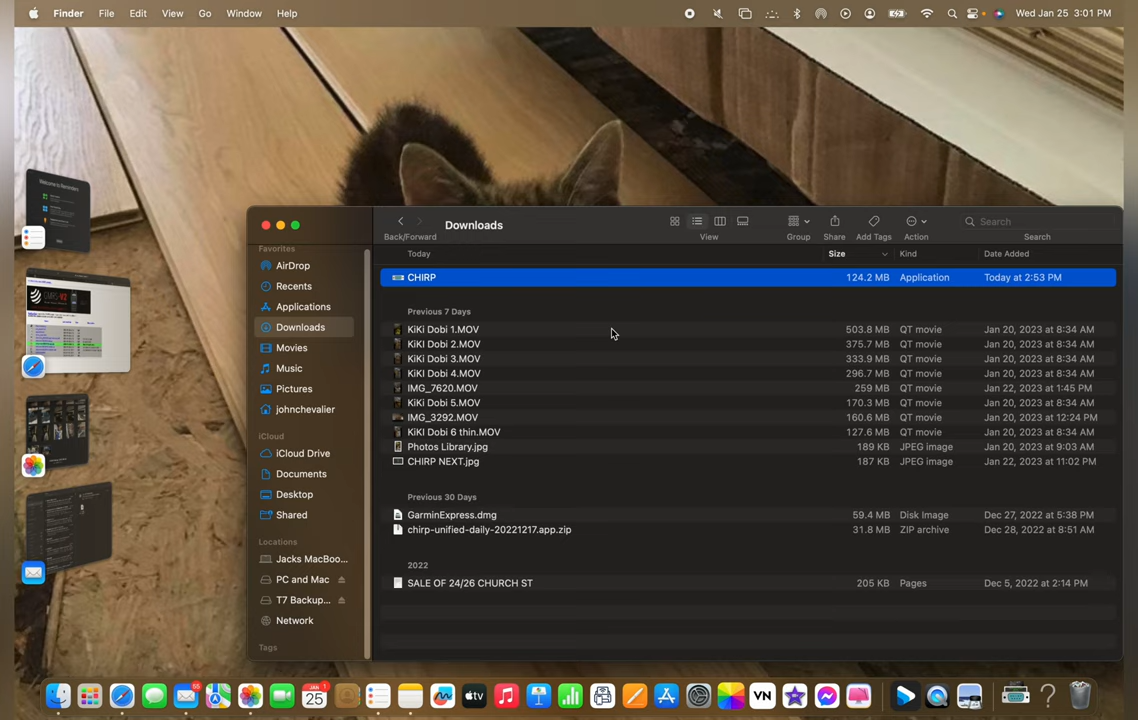 Finder File Edit View Go Window Help Wed Jan 25 3:01 PM
Welcome to Reminders
Downloads
Back/Forward View Group Share Add Tags Action Search Search
Favorites
AirDrop
Recents
Applications
Downloads
Movies
Music
Pictures
johnchevalier
iCloud
iCloud Drive
Documents
Desktop
Shared
Locations
Jacks MacBoo...
PC and Mac
T7 Backup...
Network
Tags
Today Size Kind Date Added
CHIRP 124.2 MB Application Today at 2:53 PM
Previous 7 Days
KiKi Dobi 1.MOV 503.8 MB QT movie Jan 20, 2023 at 8:34 AM
KiKi Dobi 2.MOV 375.7 MB QT movie Jan 20, 2023 at 8:34 AM
KiKi Dobi 3.MOV 333.9 MB QT movie Jan 20, 2023 at 8:34 AM
KiKI Dobi 4.MOV 296.7 MB QT movie Jan 20, 2023 at 8:34 AM
IMG_7620.MOV 259 MB QT movie Jan 22, 2023 at 1:45 PM
KiKi Dobi 5.MOV 170.3 MB QT movie Jan 20, 2023 at 8:34 AM
IMG_3292.MOV 160.6 MB QT movie Jan 20, 2023 at 12:24 PM
KiKI Dobi 6 thin.MOV 127.6 MB QT movie Jan 20, 2023 at 8:34 AM
Photos Library.jpg 189 KB JPEG image Jan 20, 2023 at 9:03 AM
CHIRP NEXT.jpg 187 KB JPEG image Jan 22, 2023 at 11:02 PM
Previous 30 Days
GarminExpress.dmg 59.4 MB Disk Image Dec 27, 2022 at 5:38 PM
chirp-unified-daily-20221217.app.zip 31.8 MB ZIP archive Dec 28, 2022 at 8:51 AM
2022
SALE OF 24/26 CHURCH ST 205 KB Pages Dec 5, 2022 at 2:14 PM
JAN 1
25
tv
VN